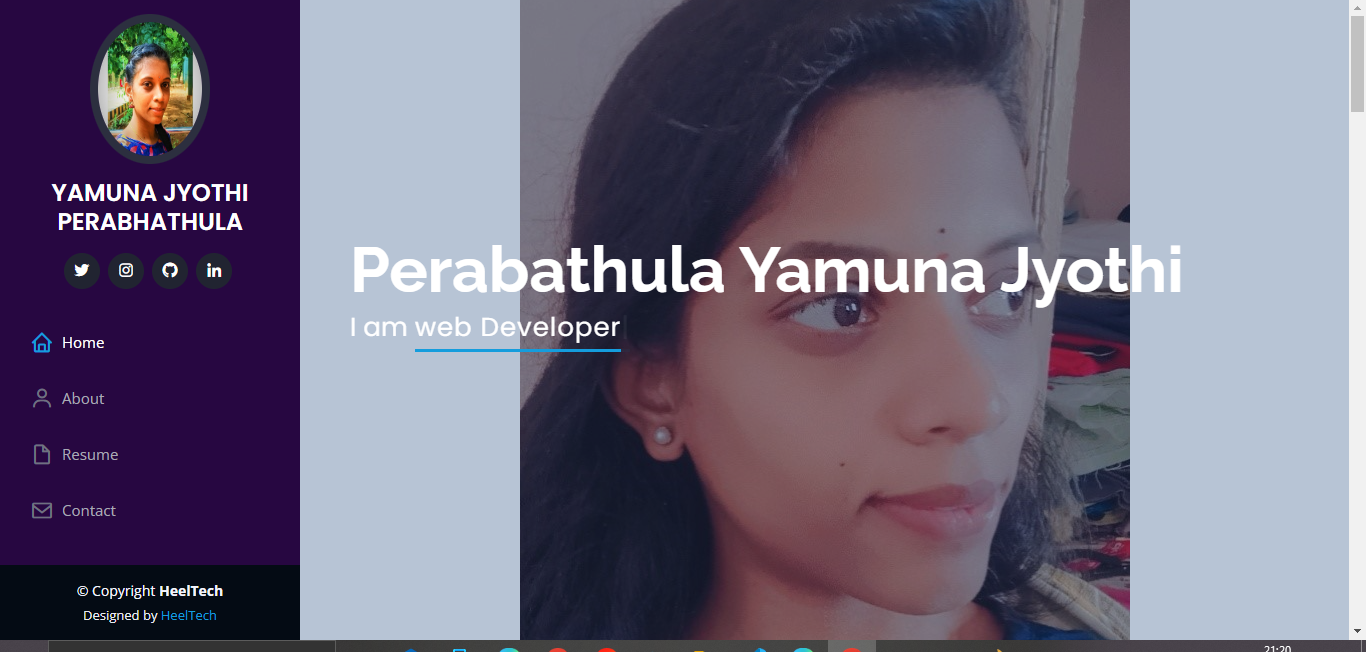 YAMUNA JYOTHI
PERABHATHULA
Home
About
Resume
Contact
© Copyright HeelTech
Designed by HeelTech
Perabathula Yamuna Jyothi
I am web Developer
21:20